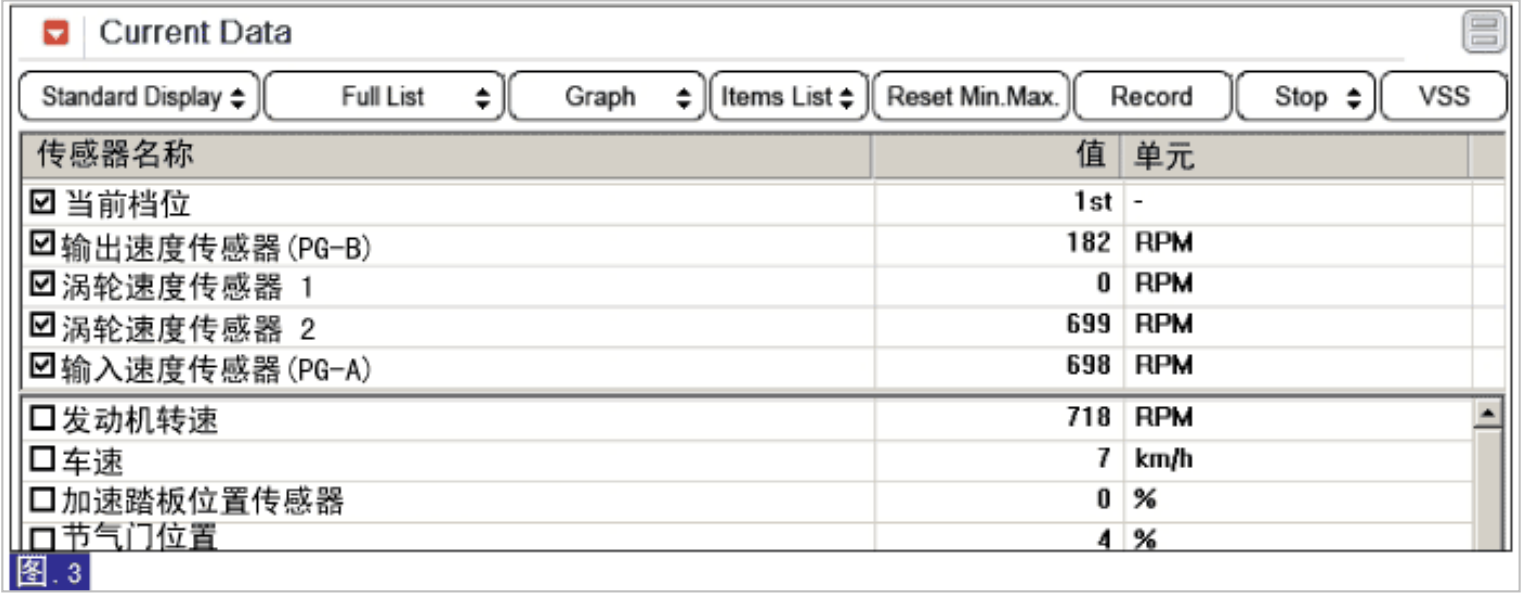 Current Data
Standard Display Full List Graph Items List Reset Min.Max. Record Stop VSS
传感器名称 值 单元
当前档位 1st -
输出速度传感器(PG-B) 182 RPM
涡轮速度传感器 1 0 RPM
涡轮速度传感器 2 699 RPM
输入速度传感器(PG-A) 698 RPM
发动机转速 718 RPM
车速 7 km/h
加速踏板位置传感器 0 %
节气门位置 4 %
图.3